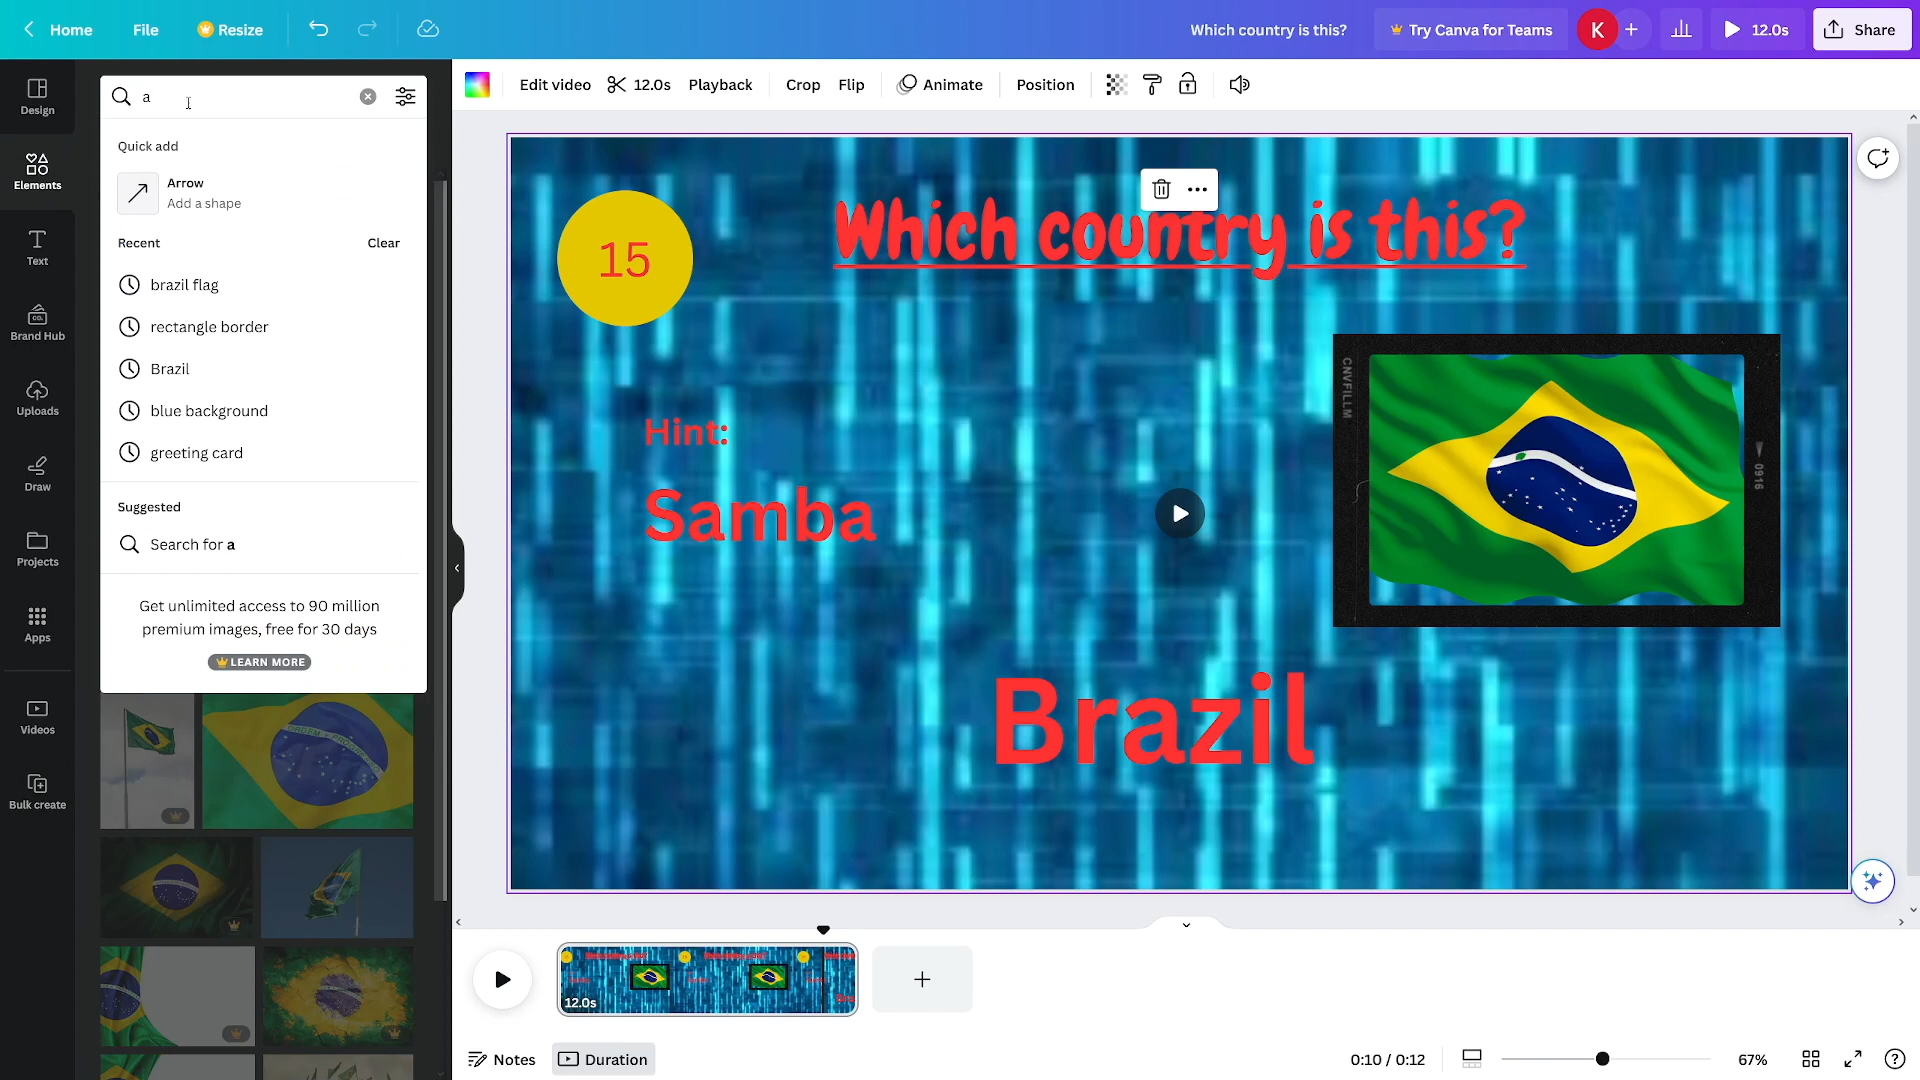 Home
File
Resize
Which country is this?
Try Canva for Teams
K
12.0s
Share
Design
Elements
Text
Brand Hub
Uploads
Draw
Projects
Apps
Videos
Bulk create
a
Quick add
Arrow
Add a shape
Recent
Clear
brazil flag
rectangle border
Brazil
blue background
greeting card
Suggested
Search for a
Get unlimited access to 90 million
premium images, free for 30 days
LEARN MORE
Edit video
12.0s
Playback
Crop
Flip
Animate
Position
15
Which country is this?
Hint:
Samba
CNVFILLM
0916
Brazil
CO.
12.0s
Notes
Duration
0:10 / 0:12
67%